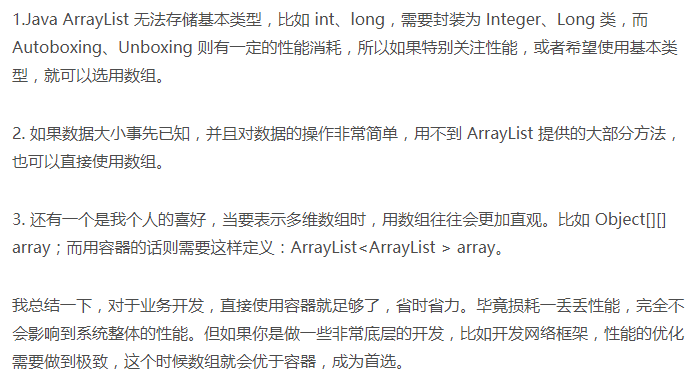 1.Java ArrayList 无法存储基本类型，比如 int、long，需要封装为 Integer、Long 类，而
Autoboxing、Unboxing 则有一定的性能消耗，所以如果特别关注性能，或者希望使用基本类
型，就可以选用数组。
2. 如果数据大小事先已知，并且对数据的操作非常简单，用不到 ArrayList 提供的大部分方法，
也可以直接使用数组。
3. 还有一个是我个人的喜好，当要表示多维数组时，用数组往往会更加直观。比如 Object[][]
array；而用容器的话则需要这样定义：ArrayList<ArrayList > array。
我总结一下，对于业务开发，直接使用容器就足够了，省时省力。毕竟损耗一丢丢性能，完全不
会影响到系统整体的性能。但如果你是做一些非常底层的开发，比如开发网络框架，性能的优化
需要做到极致，这个时候数组就会优于容器，成为首选。